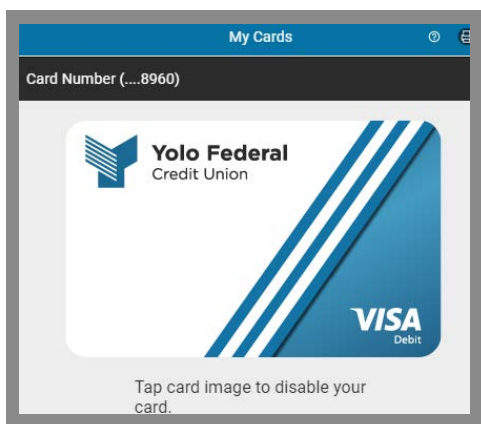 My Cards
Card Number (....8960)
Yolo Federal
Credit Union
VISA
Debit
Tap card image to disable your
card.